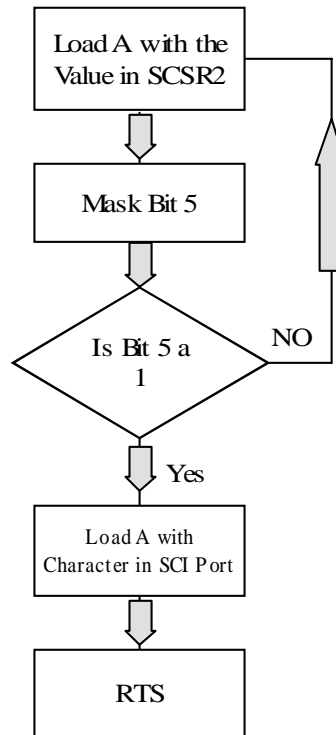 Load A with the
Value in SCSR2
Mask Bit 5
Is Bit 5 a
1
NO
Yes
Load A with
Character in SCI Port
RTS